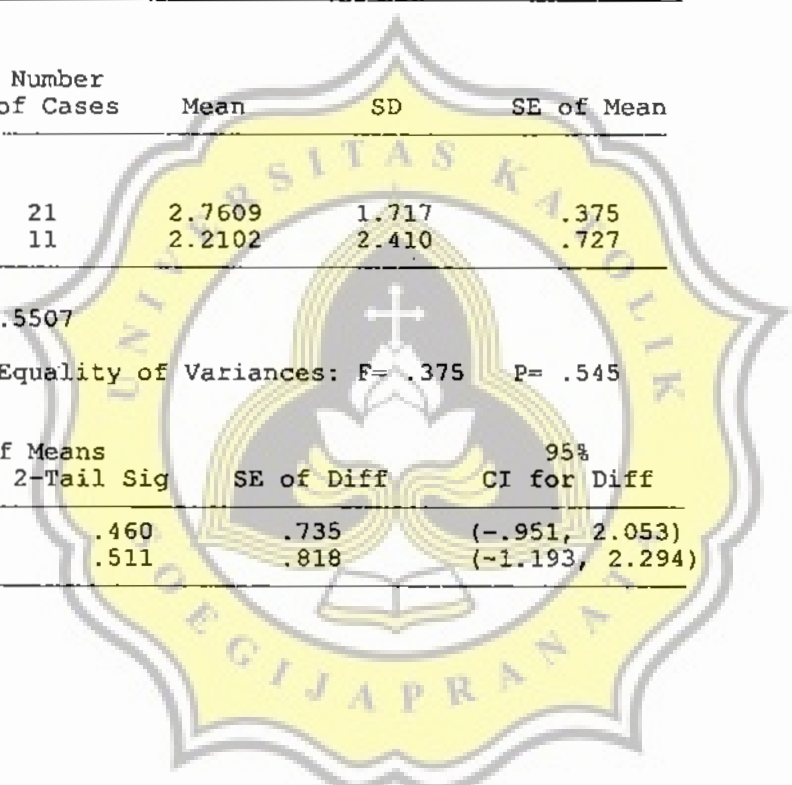 Number
of Cases Mean SD SE of Mean
21 2.7609 1.717 .375
11 2.2102 2.410 .727
.5507
Equality of Variances: F= .375 P= .545
f Means 95%
2-Tail Sig SE of Diff CI for Diff
.460 .735 (-.951, 2.053)
.511 .818 (-1.193, 2.294)
UNIVERSITAS KATOLIK
SOEGIJAPRANATA